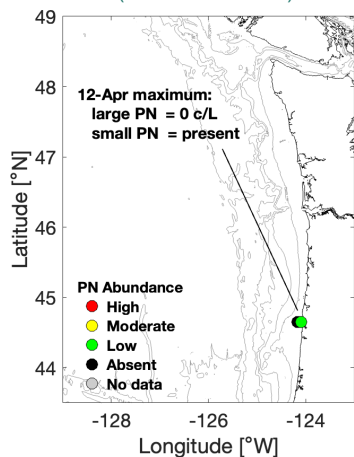 49
48
47
46
45
44
12-Apr maximum:
large PN = 0 c/L
small PN = present
Latitude [°N]
PN Abundance
High
Moderate
Low
Absent
No data
-128
-126
-124
-122
Longitude [°W]